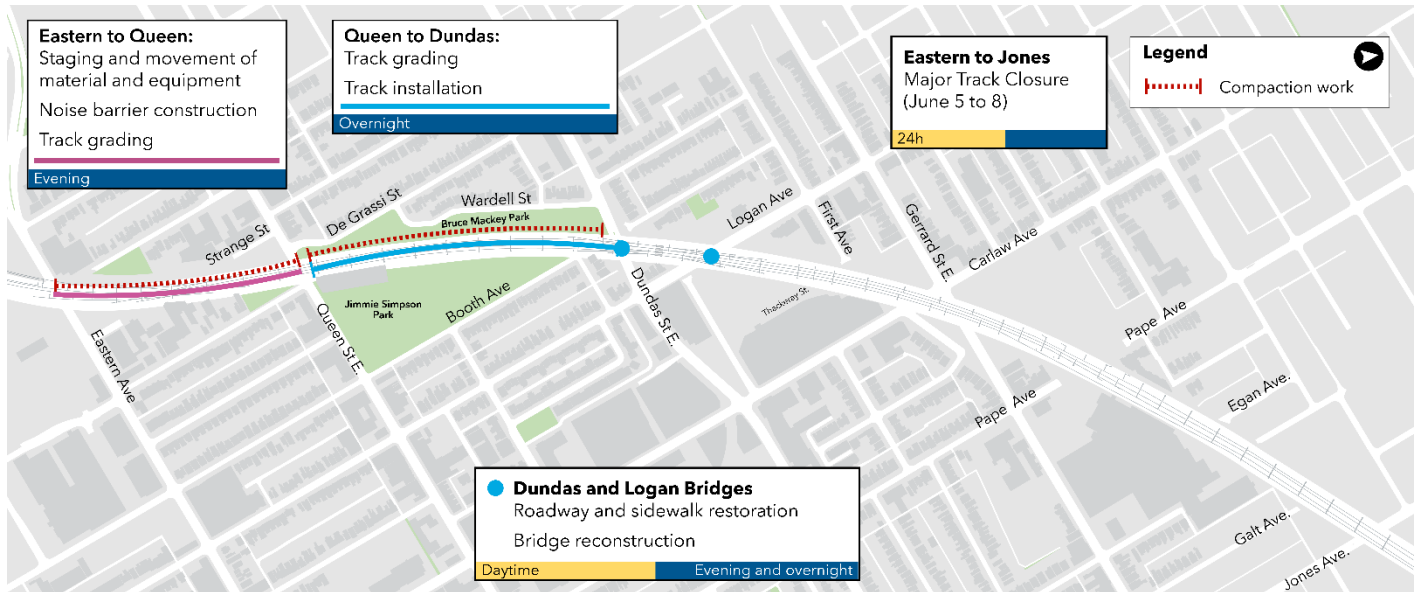 Eastern to Queen:
Staging and movement of
material and equipment
Noise barrier construction
Track grading
Evening
Queen to Dundas:
Track grading
Track installation
Overnight
Eastern to Jones
Major Track Closure
(June 5 to 8)
24h
Legend
Compaction work
Strange St
De Grassi St
Wardell St
Bruce Mackey Park
Logan Ave
First Ave
Gerrard St E.
Carlaw Ave
Jimmie Simpson
Park
Booth Ave
Thackway St.
Eastern Ave
Queen St E.
Dundas St E.
Pape Ave
Pape Ave
Egan Ave.
Galt Ave.
Jones Ave.
Dundas and Logan Bridges
Roadway and sidewalk restoration
Bridge reconstruction
Daytime
Evening and overnight